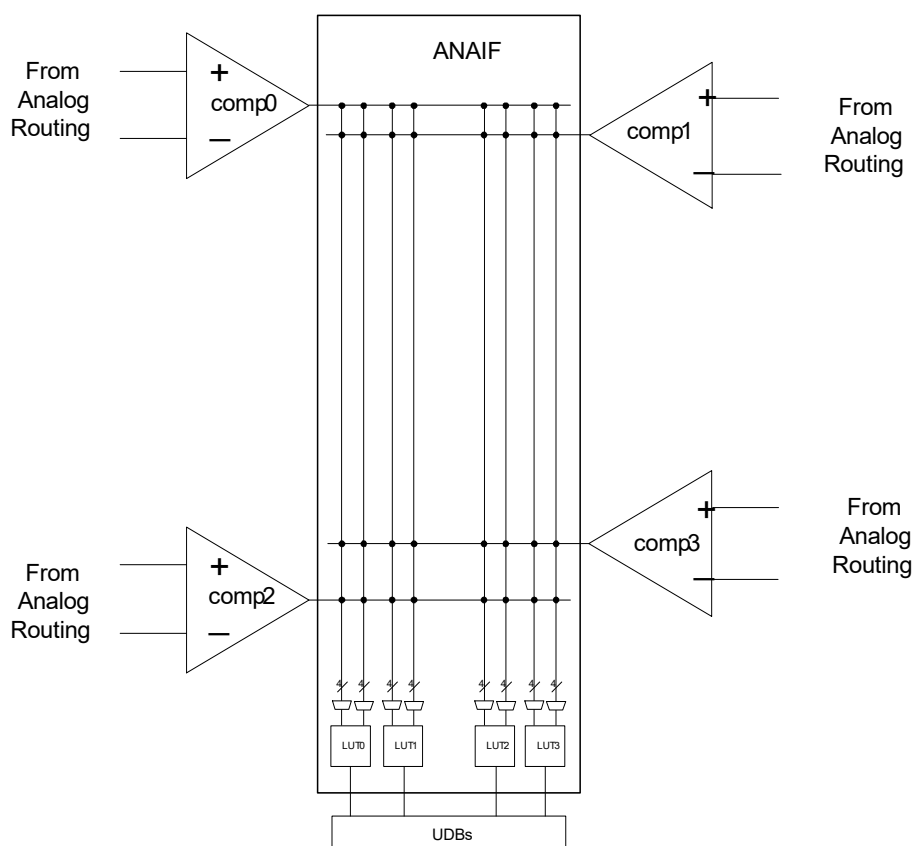 ANAIF
From
Analog
Routing
+
comp0
−
+
comp1
−
From
Analog
Routing
From
Analog
Routing
+
comp2
−
+
comp3
−
From
Analog
Routing
4
4
4
4
4
4
4
4
LUT0
LUT1
LUT2
LUT3
UDBs